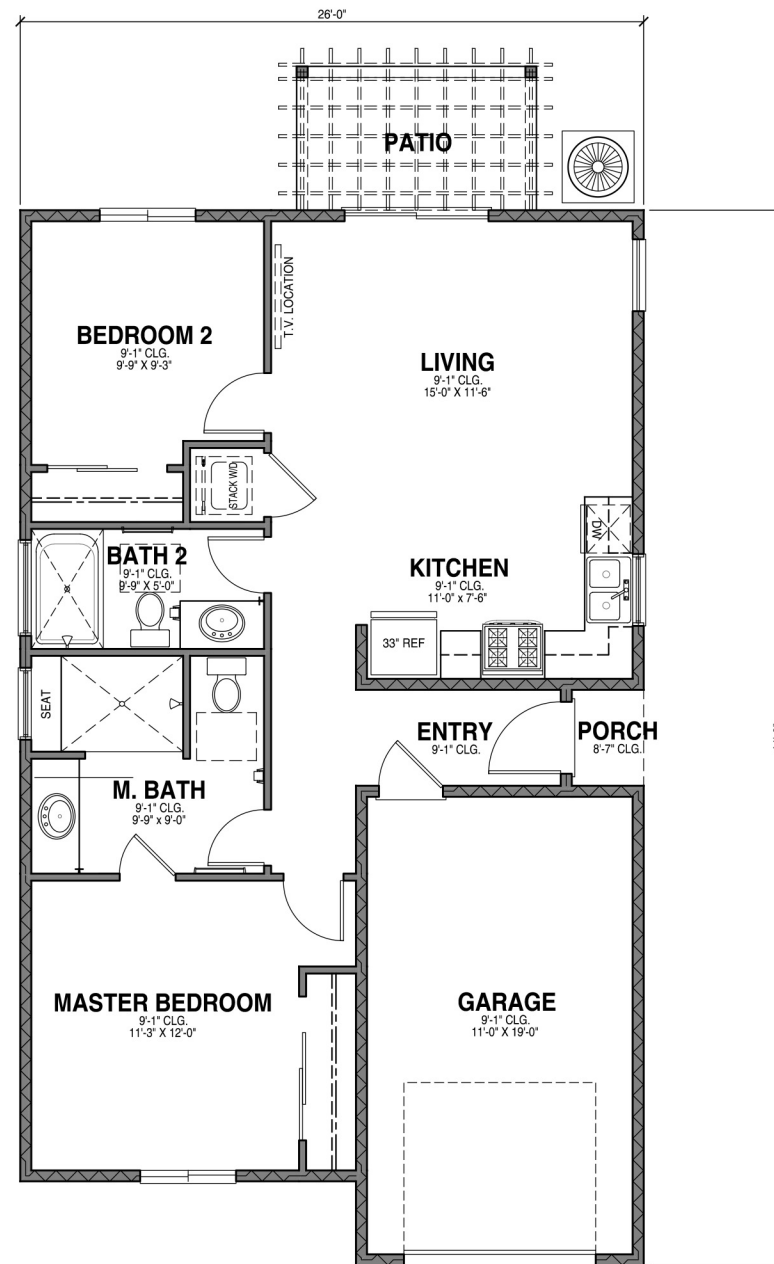 26'-0"
PATIO
T.V. LOCATION
BEDROOM 2
9'-1" CLG.
9'-9" X 9'-3"
LIVING
9'-1" CLG.
15'-0" X 11'-6"
STACK W/D
DW
BATH 2
9'-1" CLG.
9'-9" X 5'-0"
KITCHEN
9'-1" CLG.
11'-0" x 7'-6"
33" REF
SEAT
ENTRY
9'-1" CLG.
PORCH
8'-7" CLG.
M. BATH
9'-1" CLG.
9'-9" x 9'-0"
MASTER BEDROOM
9'-1" CLG.
11'-3" X 12'-0"
GARAGE
9'-1" CLG.
11'-0" X 19'-0"